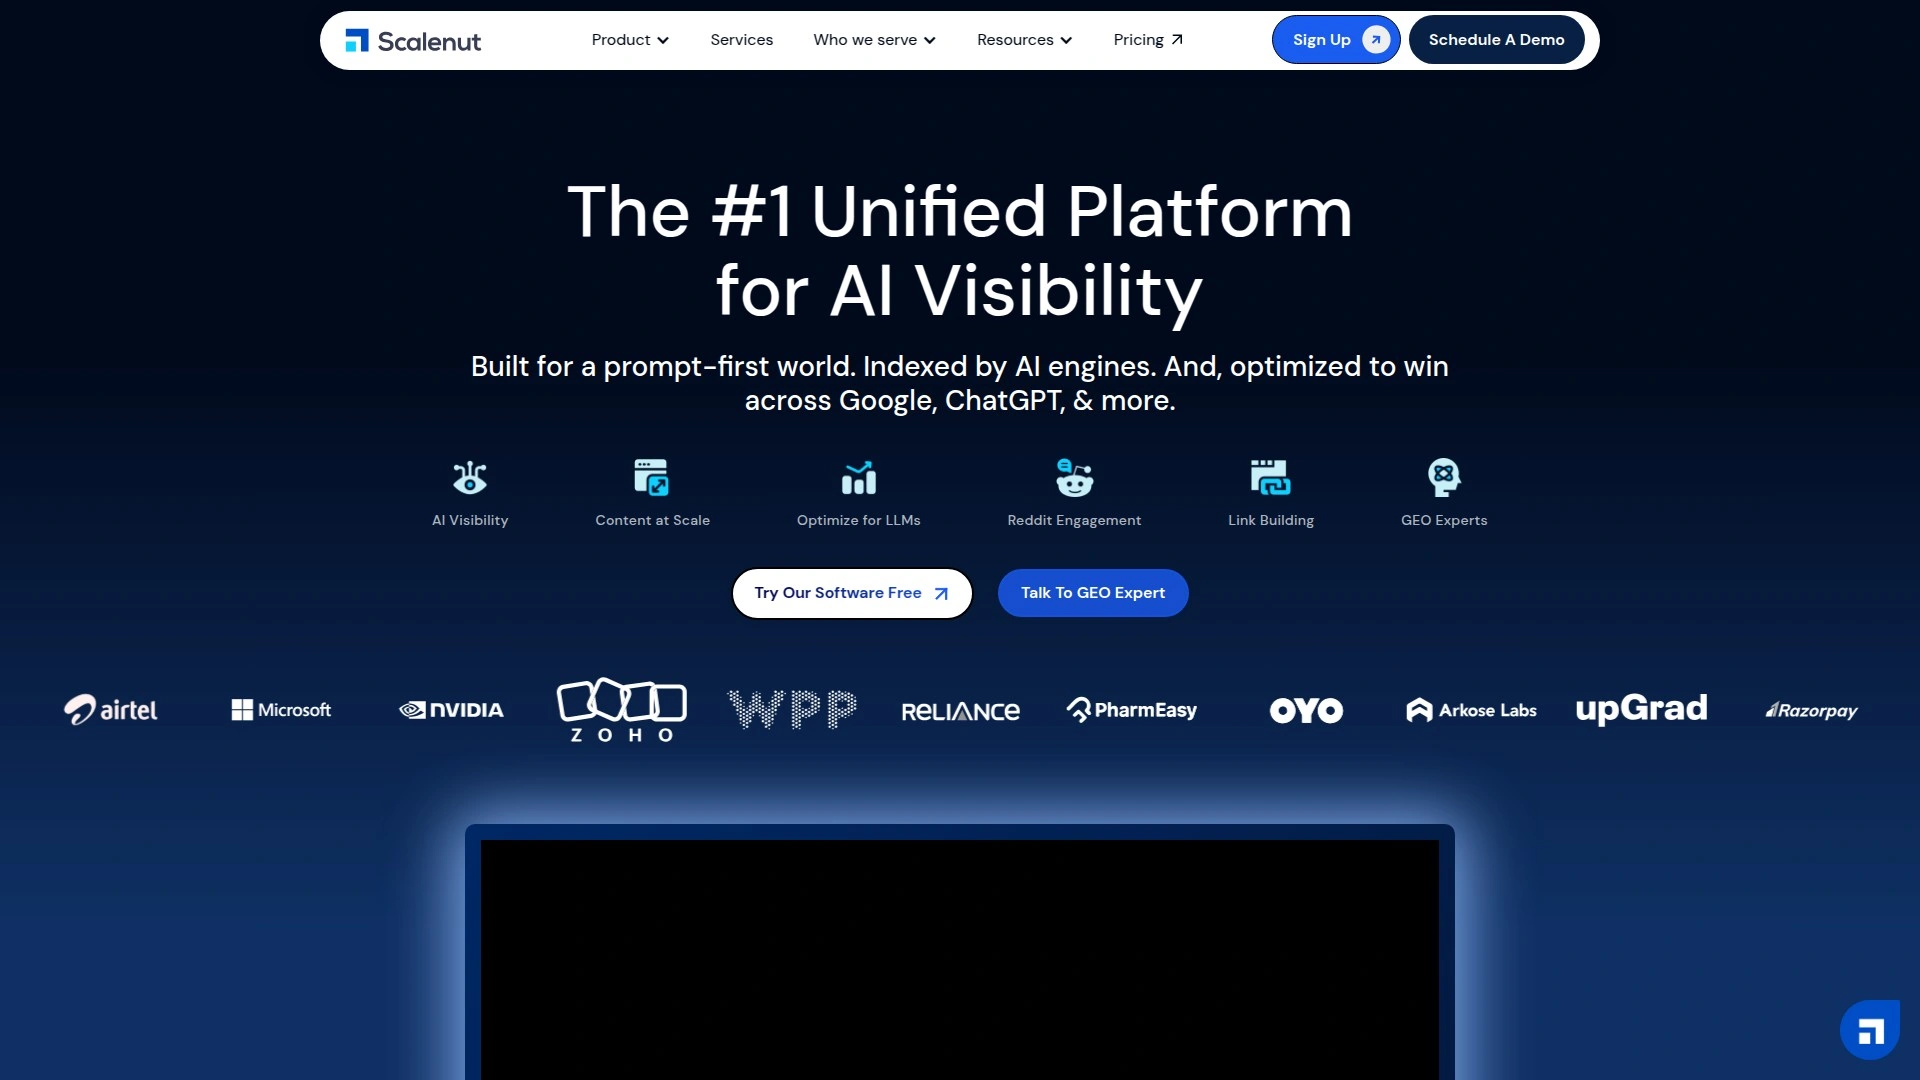 Scalenut
Product
Services
Who we serve
Resources
Pricing
Sign Up
Schedule A Demo
The #1 Unified Platform
for AI Visibility
Built for a prompt-first world. Indexed by AI engines. And, optimized to win
across Google, ChatGPT, & more.
AI Visibility
Content at Scale
Optimize for LLMs
Reddit Engagement
Link Building
GEO Experts
Try Our Software Free
Talk To GEO Expert
airtel
Microsoft
NVIDIA
ZOHO
WPP
RELIANCE
PharmEasy
OYO
Arkose Labs
upGrad
Razorpay